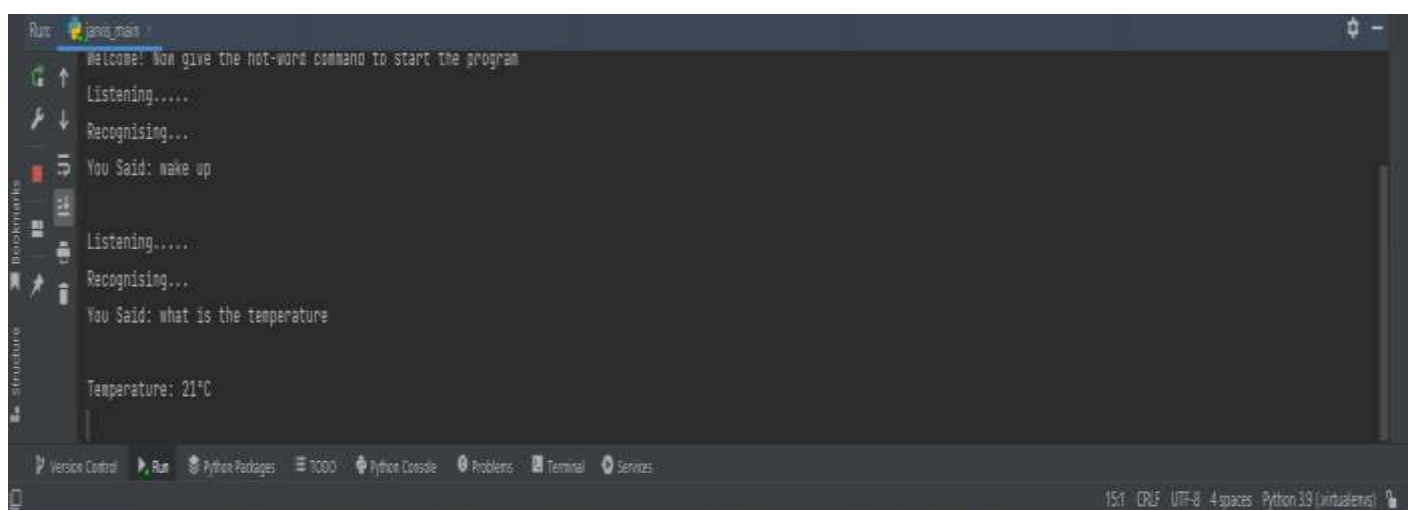 Run: jarvis_main ×
Welcome! Now give the hot-word command to start the program
Listening.....
Recognising...
You Said: wake up
Listening.....
Recognising...
You Said: what is the temperature
Temperature: 21°C
Bookmarks
Structure
Version Control Run Python Packages TODO Python Console Problems Terminal Services
15:1 CRLF UTF-8 4 spaces Python 3.9 (virtualenvs)